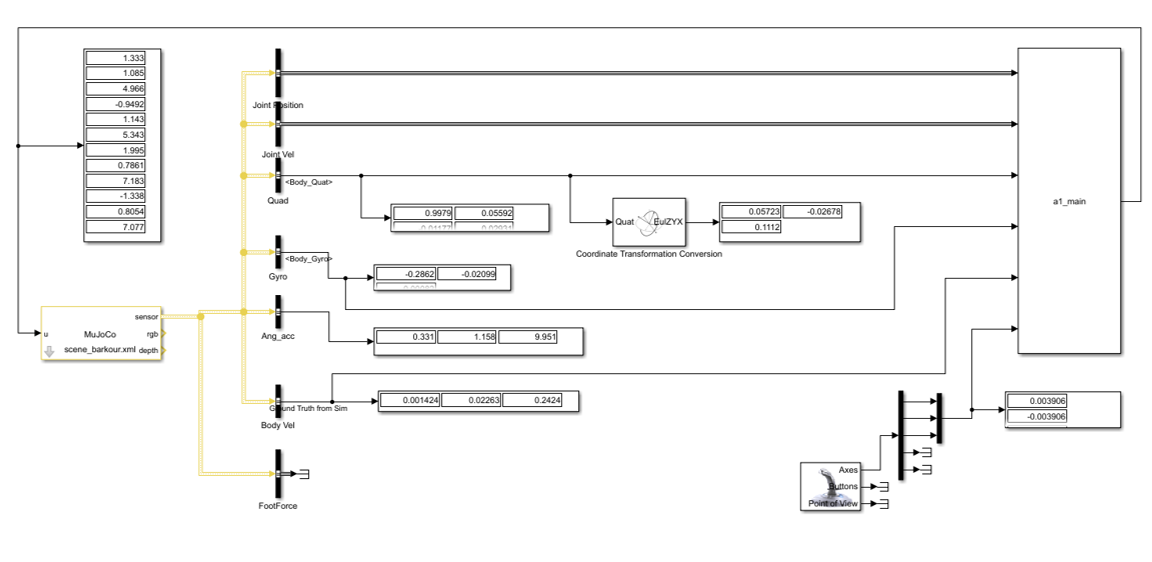 1.333
1.085
4.966
-0.9492
1.143
5.343
1.995
0.7861
7.183
-1.338
0.8054
7.077
Joint Position
Joint Vel
<Body_Quat>
Quad
0.9979 0.05592
Quat EulZYX
Coordinate Transformation Conversion
0.05723 -0.02678
0.1112
a1_main
<Body_Gyro>
Gyro
-0.2862 -0.02099
sensor
u MuJoCo rgb
scene_barkour.xml depth
Ang_acc
0.331 1.158 9.951
Ground Truth from Sim
Body Vel
0.001424 0.02263 0.2424
0.003906
-0.003906
Axes
Buttons
Point of View
FootForce